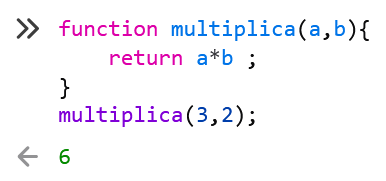 function multiplica(a,b){
    return a*b ;
}
multiplica(3,2);
6